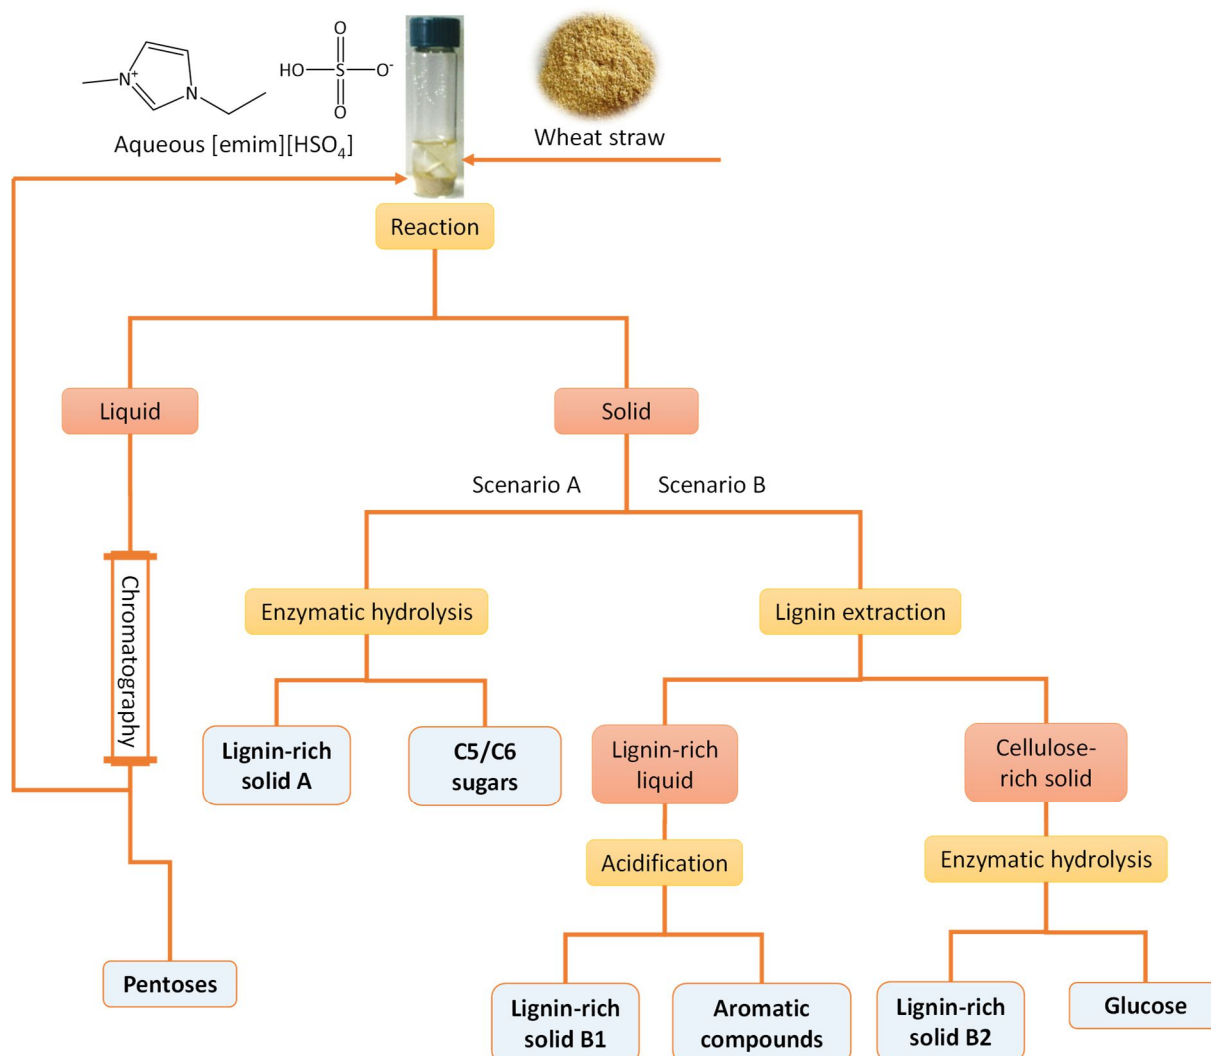 N+
N
O
HO
S
O-
O
Aqueous [emim][HSO4]
Wheat straw
Reaction
Liquid
Solid
Scenario A
Scenario B
Chromatography
Enzymatic hydrolysis
Lignin extraction
Lignin-rich
solid A
C5/C6
sugars
Lignin-rich
liquid
Cellulose-
rich solid
Acidification
Enzymatic hydrolysis
Pentoses
Lignin-rich
solid B1
Aromatic
compounds
Lignin-rich
solid B2
Glucose